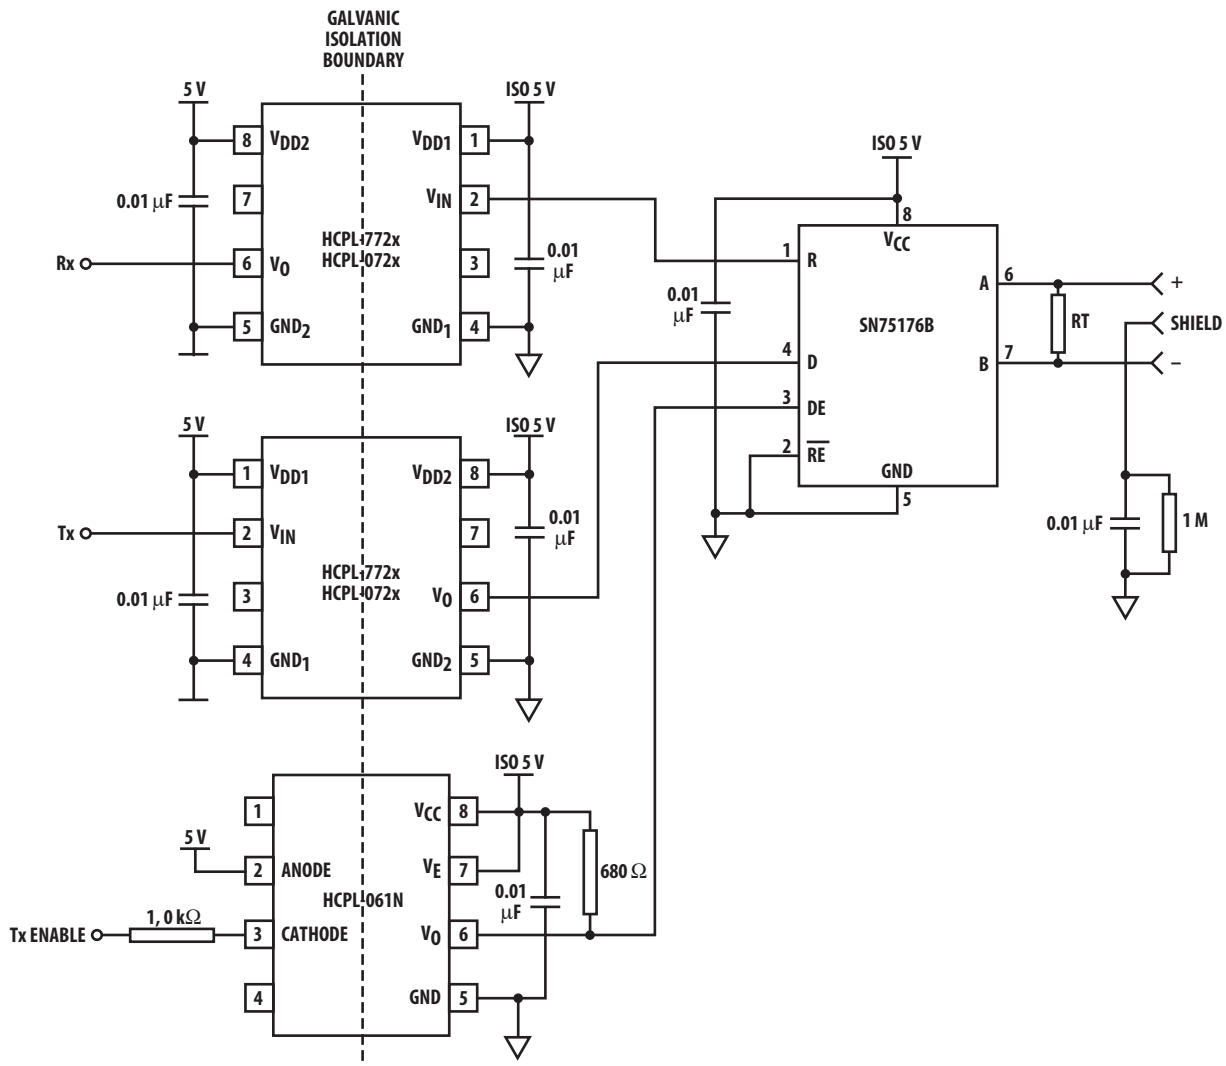 GALVANIC
ISOLATION
BOUNDARY
5 V
ISO 5 V
8 VDD2
VDD1 1
0.01 µF
7
VIN 2
HCPL-772x
HCPL-072x
Rx
6 VO
3
0.01
µF
5 GND2
GND1 4
ISO 5 V
8
VCC
1
R
0.01
µF
SN75176B
A
6
+
RT
SHIELD
4
D
B
7
–
3
DE
2
RE
GND
5
0.01 µF
1 M
5 V
ISO 5 V
1 VDD1
VDD2 8
Tx
2 VIN
7
0.01
µF
HCPL-772x
HCPL-072x
0.01 µF
3
VO 6
4 GND1
GND2 5
ISO 5 V
1
VCC 8
5 V
2 ANODE
VE 7
680 Ω
HCPL-061N
0.01
µF
1, 0 kΩ
Tx ENABLE
3 CATHODE
VO 6
4
GND 5